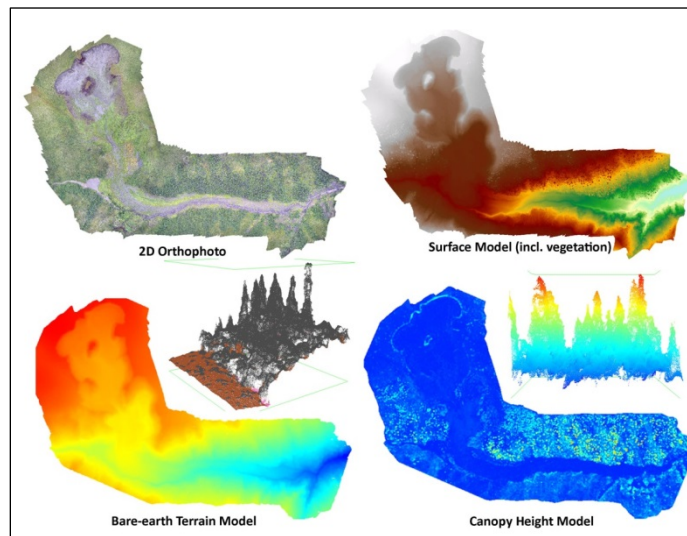 2D Orthophoto
Surface Model (incl. vegetation)
Bare-earth Terrain Model
Canopy Height Model